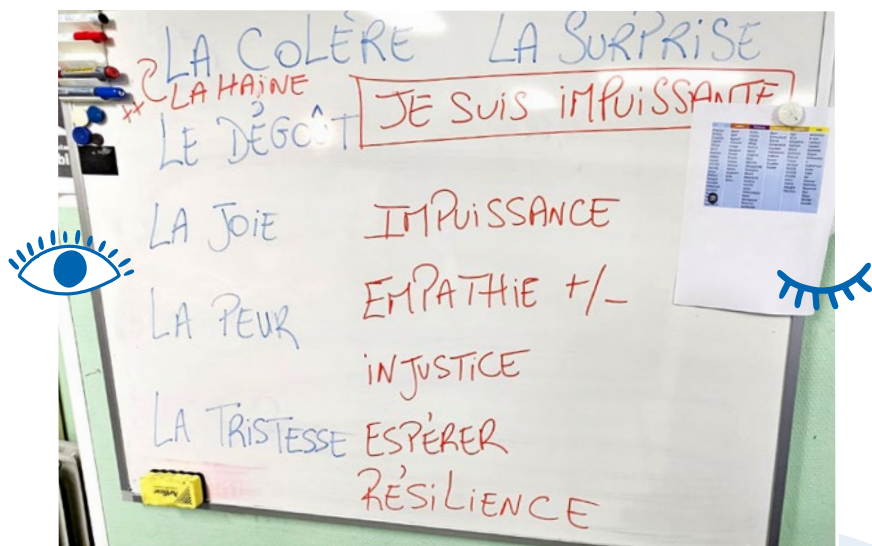 LA COLÈRE LA SURPRISE
LA HAINE
++
JE SUIS IMPUISSANTE
LE DÉGOÛT
LA JOIE
IMPUISSANCE
LA PEUR
EMPATHIE +/-
INJUSTICE
LA TRISTESSE
ESPÉRER
RÉSILIENCE